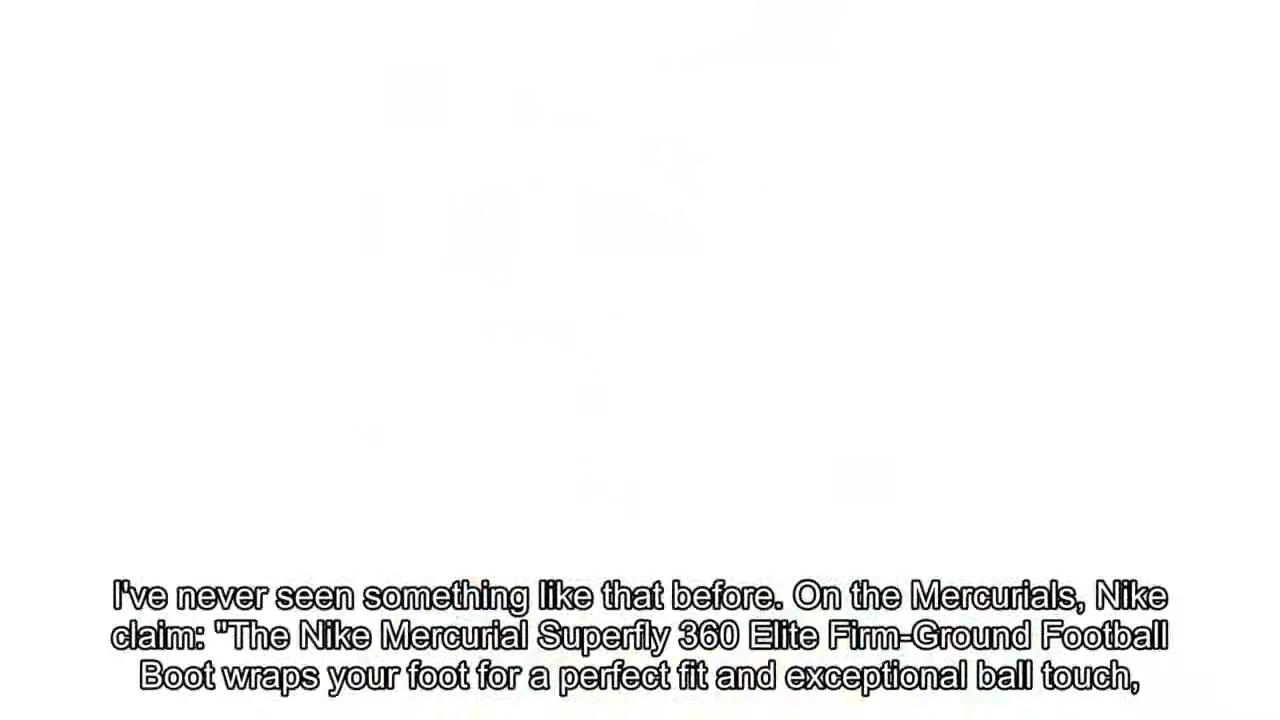 I've never seen something like that before. On the Mercurials, Nike
claim: "The Nike Mercurial Superfly 360 Elite Firm-Ground Football
Boot wraps your foot for a perfect fit and exceptional ball touch,